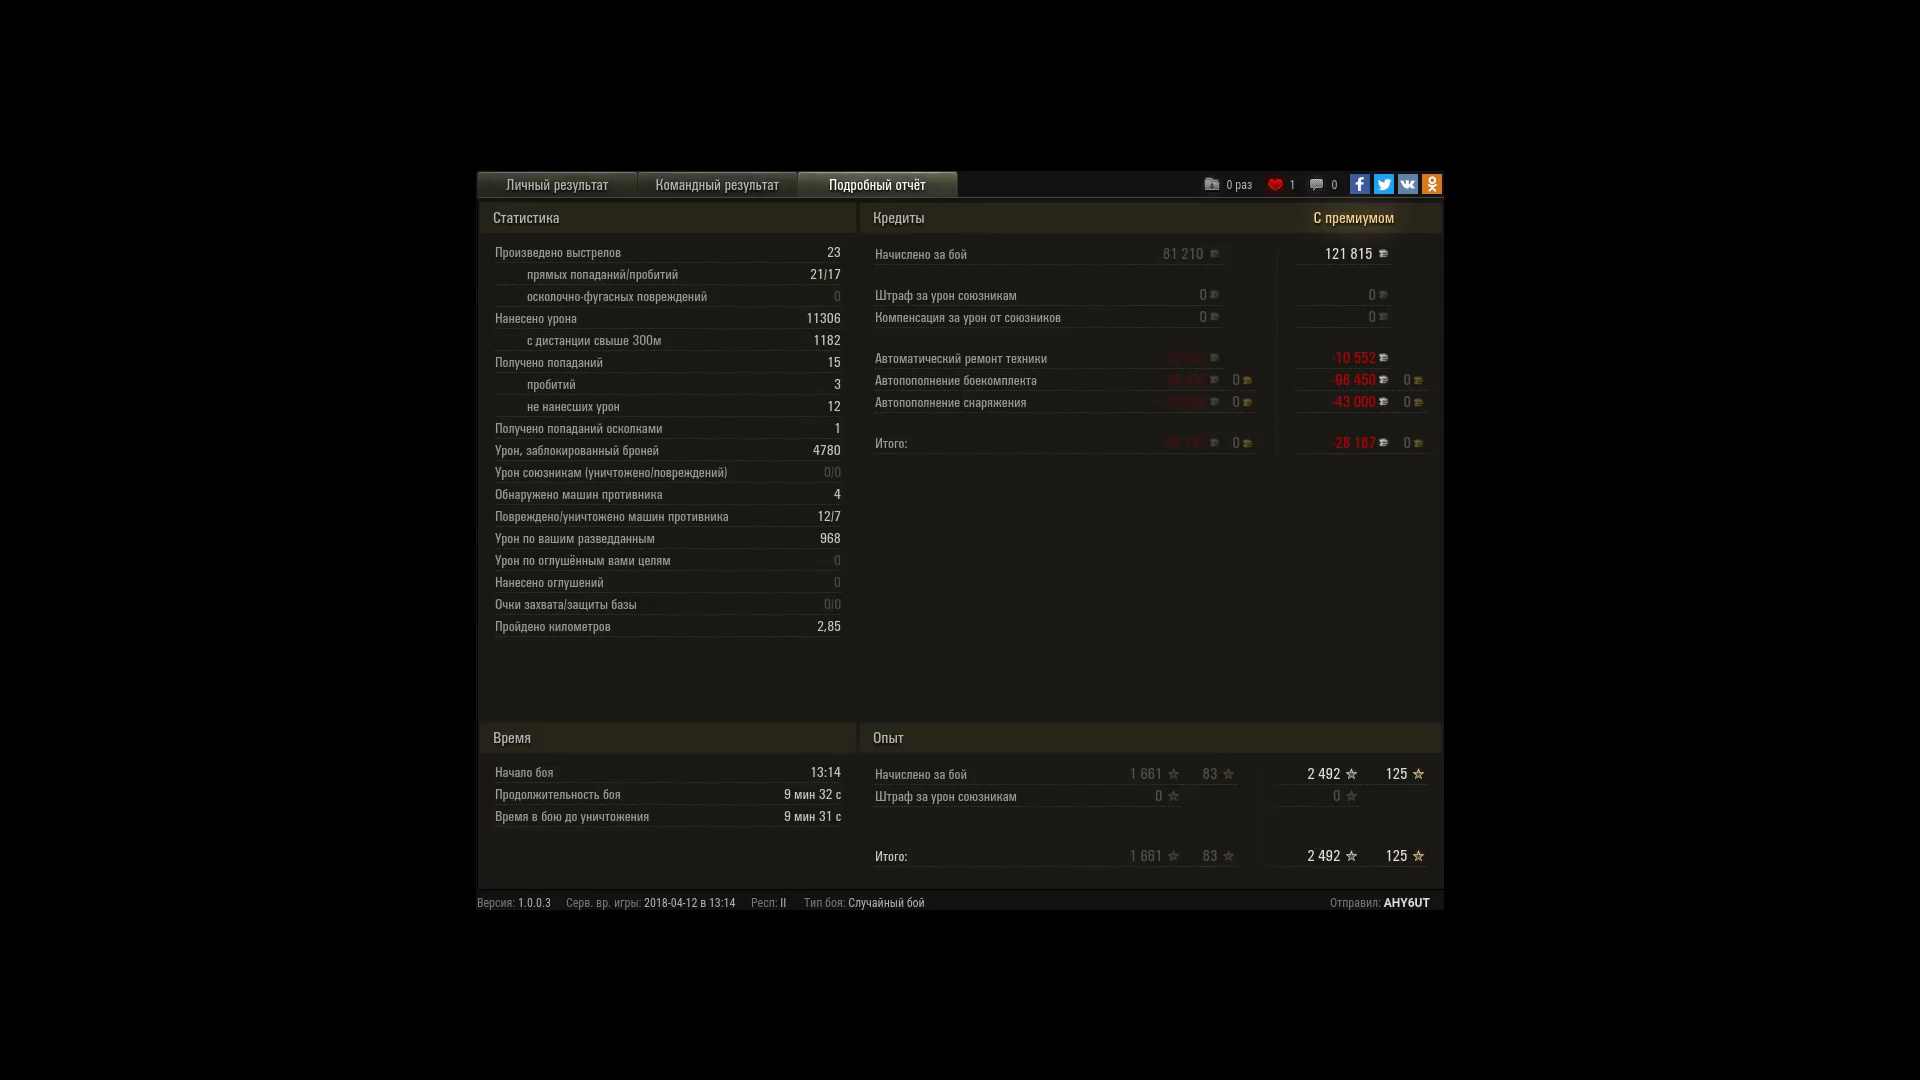 Личный результат Командный результат Подробный отчёт 0 раз 1 0
Статистика
Произведено выстрелов 23
прямых попаданий/пробитий 21/17
осколочно-фугасных повреждений 0
Нанесено урона 11306
с дистанции свыше 300м 1182
Получено попаданий 15
пробитий 3
не нанесших урон 12
Получено попаданий осколками 1
Урон, заблокированный броней 4780
Урон союзникам (уничтожено/повреждений) 0/0
Обнаружено машин противника 4
Повреждено/уничтожено машин противника 12/7
Урон по вашим разведданным 968
Урон по оглушённым вами целям 0
Нанесено оглушений 0
Очки захвата/защиты базы 0/0
Пройдено километров 2,85
Кредиты С премиумом
Начислено за бой 81 210 121 815
Штраф за урон союзникам 0 0
Компенсация за урон от союзников 0 0
Автоматический ремонт техники -10 552
Автопополнение боекомплекта 0 -96 450 0
Автопополнение снаряжения 0 -43 000 0
Итого: 0 -28 187 0
Время
Начало боя 13:14
Продолжительность боя 9 мин 32 с
Время в бою до уничтожения 9 мин 31 с
Опыт
Начислено за бой 1 661 83 2 492 125
Штраф за урон союзникам 0 0
Итого: 1 661 83 2 492 125
Версия: 1.0.0.3 Серв. вр. игры: 2018-04-12 в 13:14 Респ: II Тип боя: Случайный бой Отправил: AHY6UT